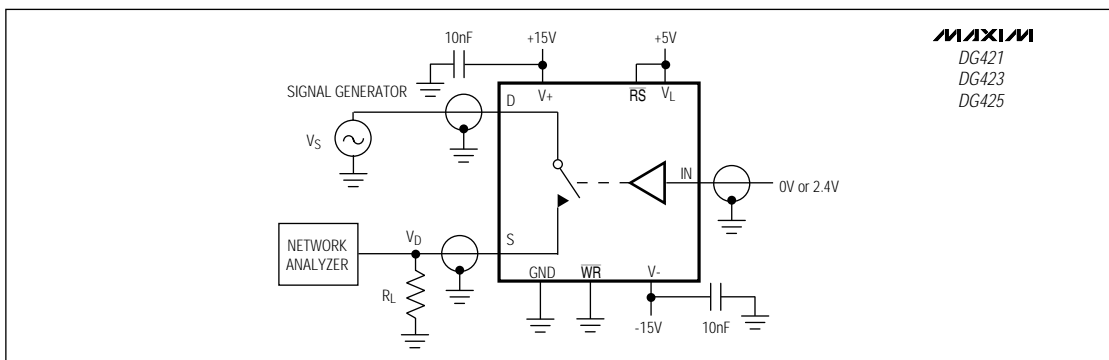 10nF
+15V
+5V
MAXIM
DG421
DG423
DG425
SIGNAL GENERATOR
D
V+
RS
VL
VS
IN
0V or 2.4V
NETWORK
ANALYZER
VD
S
RL
GND
WR
V-
-15V
10nF